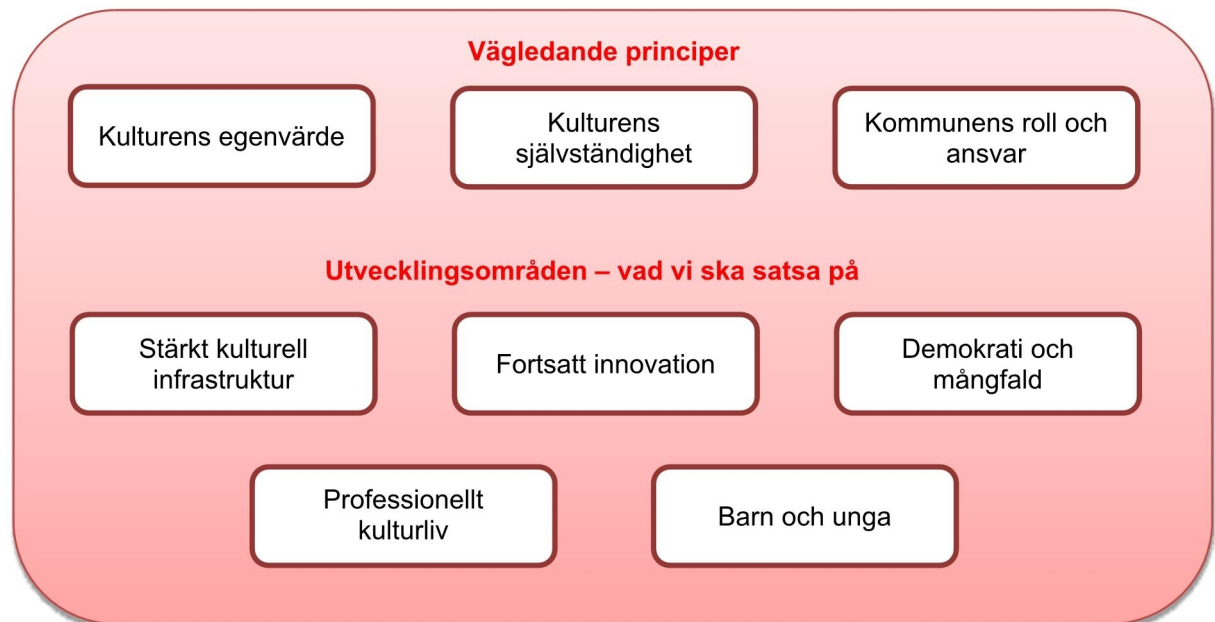 Vägledande principer
Kulturens egenvärde
Kulturens
självständighet
Kommunens roll och
ansvar
Utvecklingsområden – vad vi ska satsa på
Stärkt kulturell
infrastruktur
Fortsatt innovation
Demokrati och
mångfald
Professionellt
kulturliv
Barn och unga